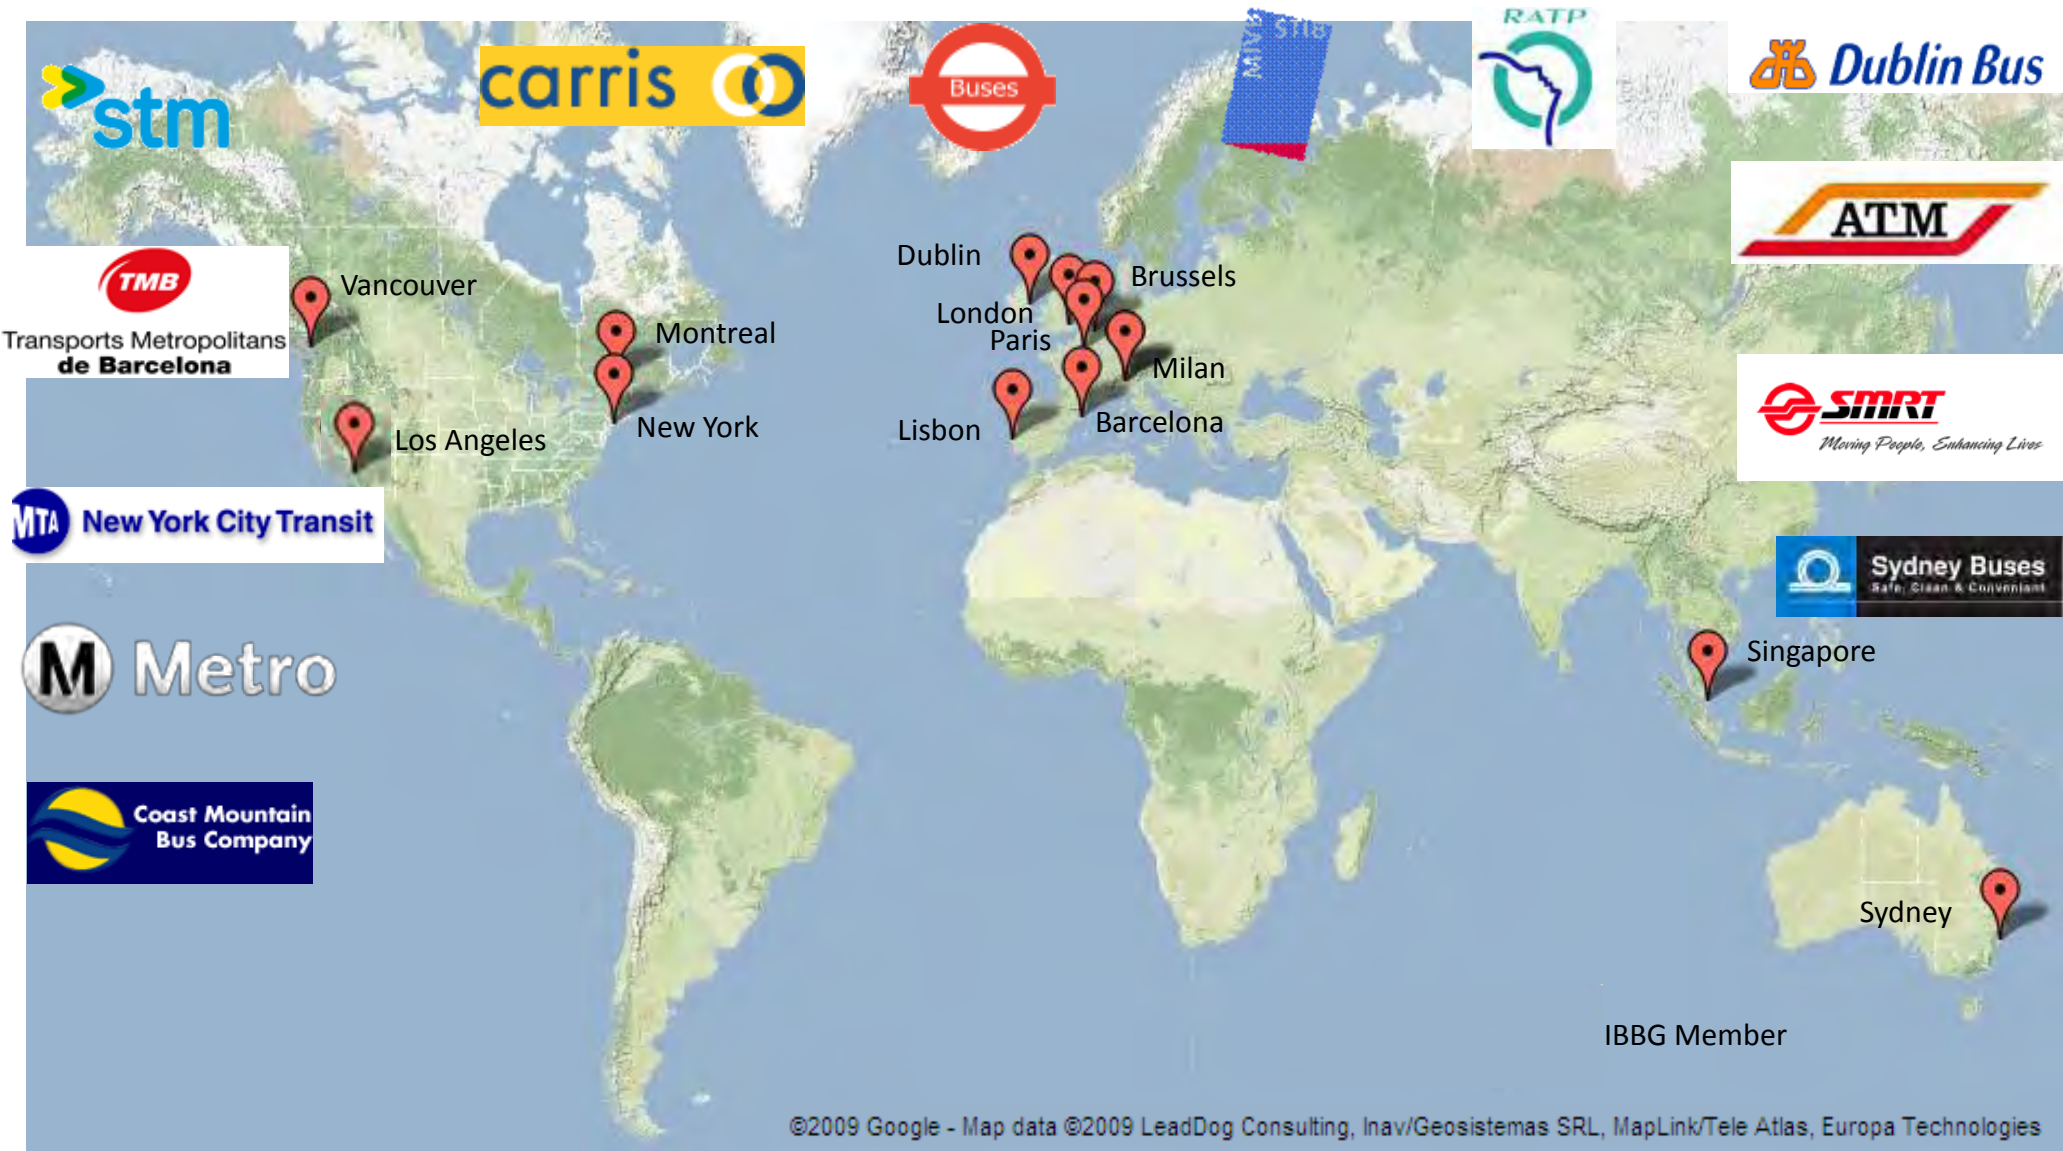 stm
carris
Buses
MIVB
STIB
RATP
Dublin Bus
ATM
TMB
Transports Metropolitans
de Barcelona
Vancouver
Montreal
New York
Los Angeles
Dublin
Brussels
London
Paris
Milan
Lisbon
Barcelona
SMRT
Moving People, Enhancing Lives
MTA New York City Transit
Sydney Buses
Safe, Clean & Convenient
M Metro
Singapore
Coast Mountain
Bus Company
Sydney
IBBG Member
©2009 Google - Map data ©2009 LeadDog Consulting, Inav/Geosistemas SRL, MapLink/Tele Atlas, Europa Technologies